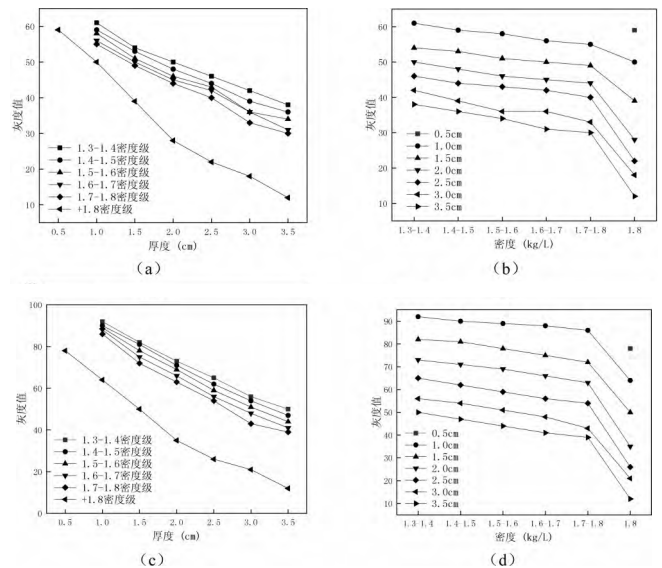 灰度值
60
50
40
30
20
10
1.3-1.4密度级
1.4-1.5密度级
1.5-1.6密度级
1.6-1.7密度级
1.7-1.8密度级
+1.8密度级
0.5 1.0 1.5 2.0 2.5 3.0 3.5
厚度 (cm)
(a)
灰度值
60
50
40
30
20
10
0.5cm
1.0cm
1.5cm
2.0cm
2.5cm
3.0cm
3.5cm
1.3-1.4 1.4-1.5 1.5-1.6 1.6-1.7 1.7-1.8 1.8
密度 (kg/L)
(b)
灰度值
100
80
60
40
20
0
1.3-1.4密度级
1.4-1.5密度级
1.5-1.6密度级
1.6-1.7密度级
1.7-1.8密度级
+1.8密度级
0.5 1.0 1.5 2.0 2.5 3.0 3.5
厚度 (cm)
(c)
灰度值
90
80
70
60
50
40
30
20
10
0.5cm
1.0cm
1.5cm
2.0cm
2.5cm
3.0cm
3.5cm
1.3-1.4 1.4-1.5 1.5-1.6 1.6-1.7 1.7-1.8 1.8
密度 (kg/L)
(d)